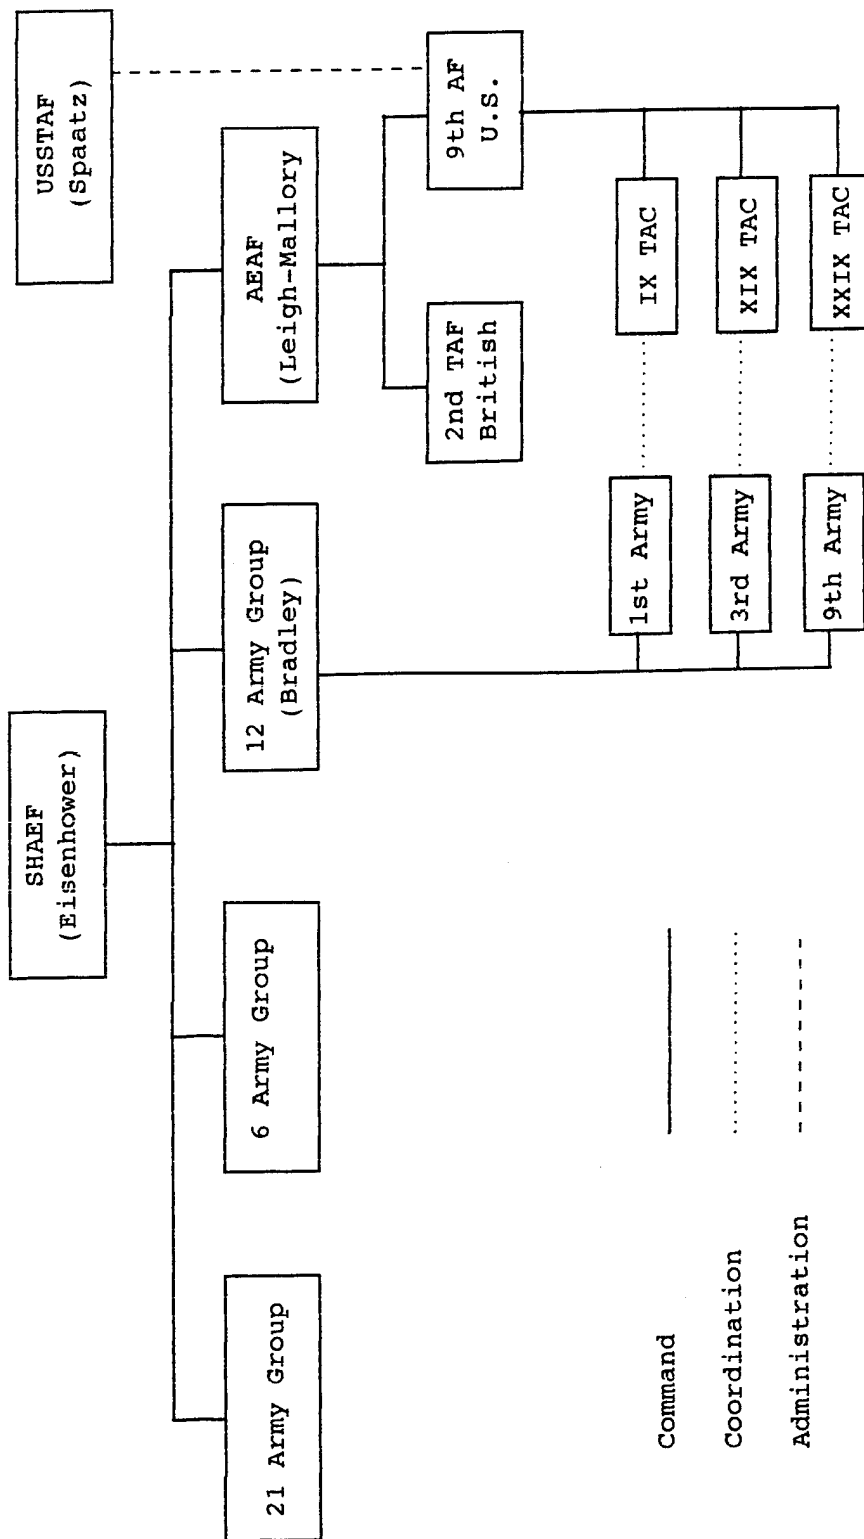 SHAEF
(Eisenhower)
USSTAF
(Spaatz)
21 Army Group
6 Army Group
12 Army Group
(Bradley)
AEAF
(Leigh-Mallory)
2nd TAF
British
9th AF
U.S.
1st Army
IX TAC
3rd Army
XIX TAC
9th Army
XXIX TAC
Command
Coordination
Administration